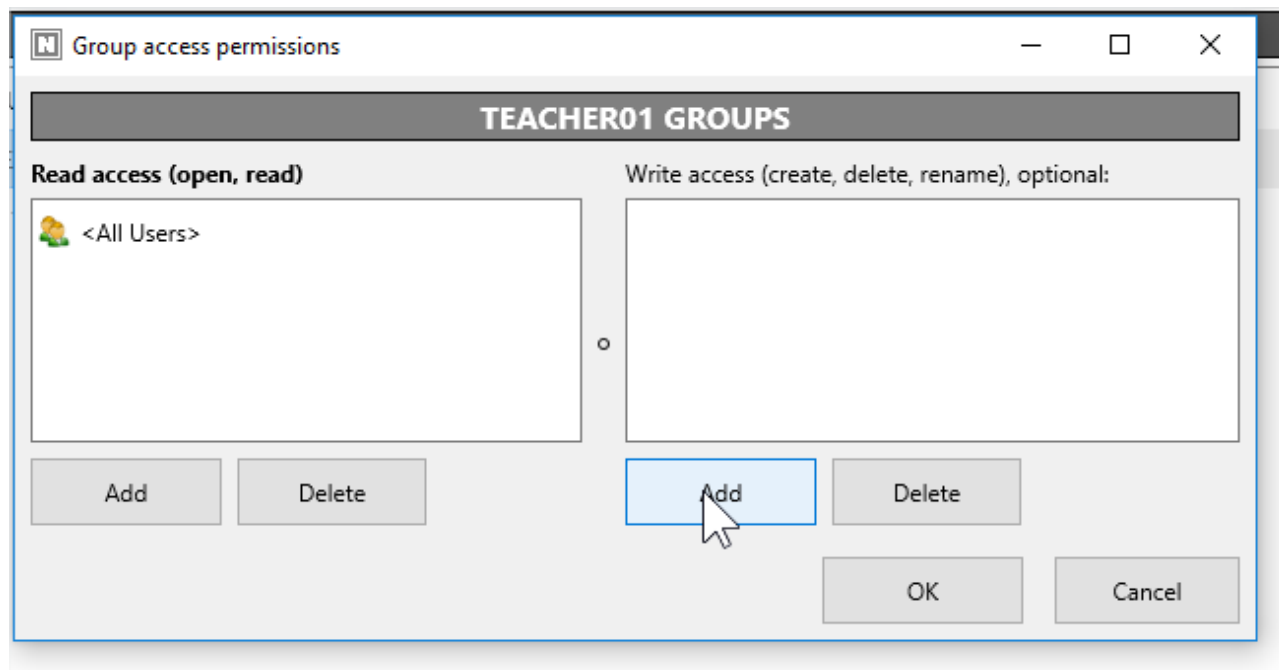 Group access permissions
TEACHER01 GROUPS
Read access (open, read)
Write access (create, delete, rename), optional:
<All Users>
Add
Delete
Add
Delete
OK
Cancel